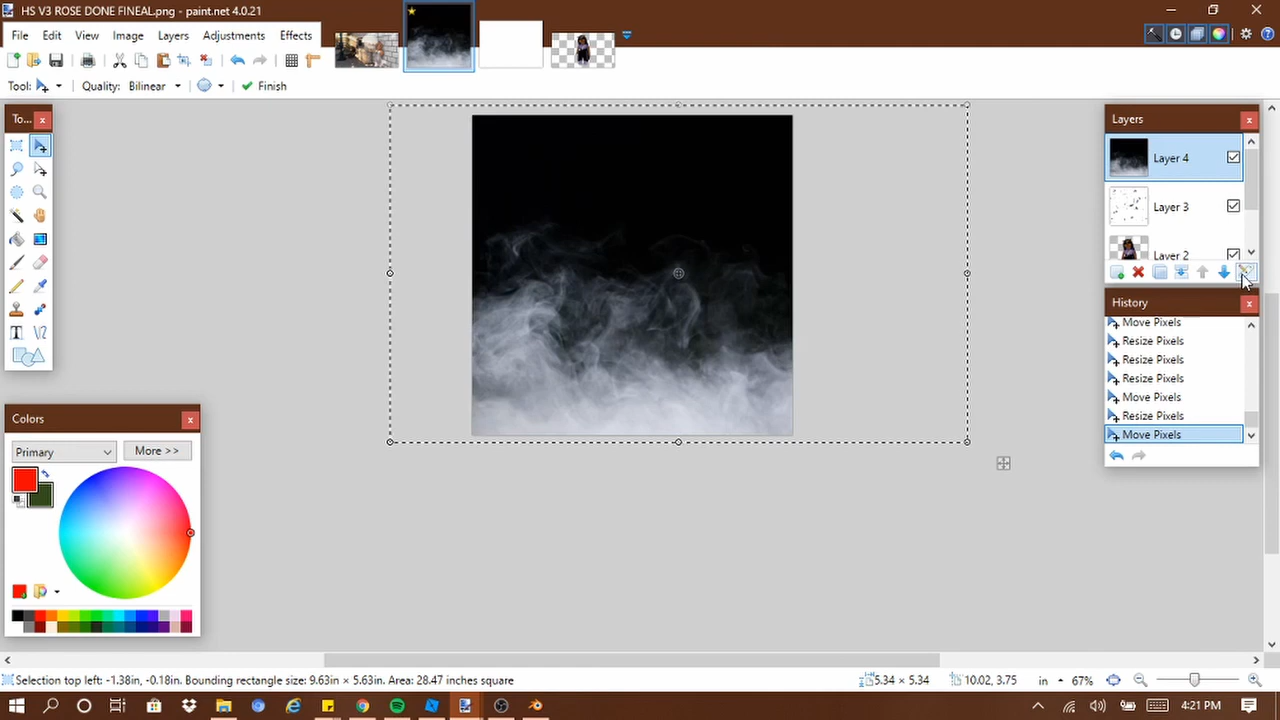 HS V3 ROSE DONE FINEAL.png - paint.net 4.0.21
File Edit View Image Layers Adjustments Effects
Tool: Quality: Bilinear Finish
To...
Layers
Layer 4
Layer 3
Layer 2
History
Move Pixels
Resize Pixels
Resize Pixels
Resize Pixels
Move Pixels
Resize Pixels
Move Pixels
Colors
Primary More >>
Selection top left: -1.38in, -0.18in. Bounding rectangle size: 9.63in × 5.63in. Area: 28.47 inches square 5.34 × 5.34 10.02, 3.75 in 67%
4:21 PM